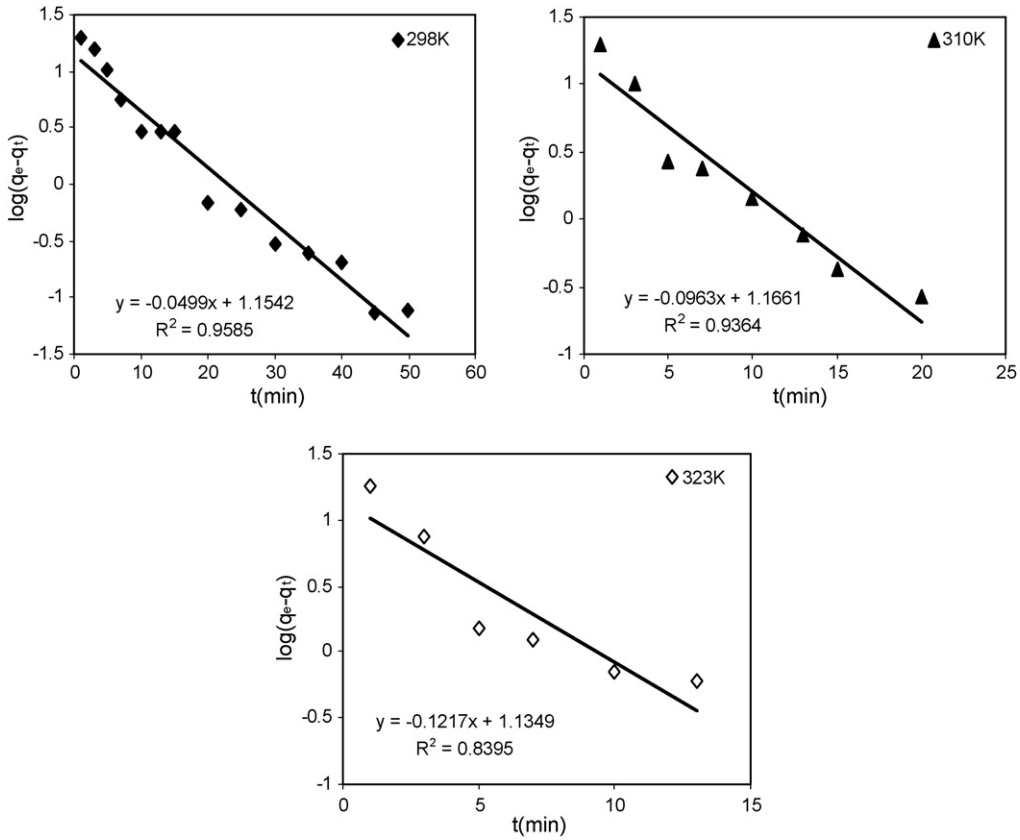 298K
1.5
1
0.5
0
-0.5
-1
-1.5
log(qe-qt)
y = -0.0499x + 1.1542
R2 = 0.9585
0 10 20 30 40 50 60
t(min)
310K
1.5
1
0.5
0
-0.5
-1
log(qe-qt)
y = -0.0963x + 1.1661
R2 = 0.9364
0 5 10 15 20 25
t(min)
323K
1.5
1
0.5
0
-0.5
-1
log(qe-qt)
y = -0.1217x + 1.1349
R2 = 0.8395
0 5 10 15
t(min)